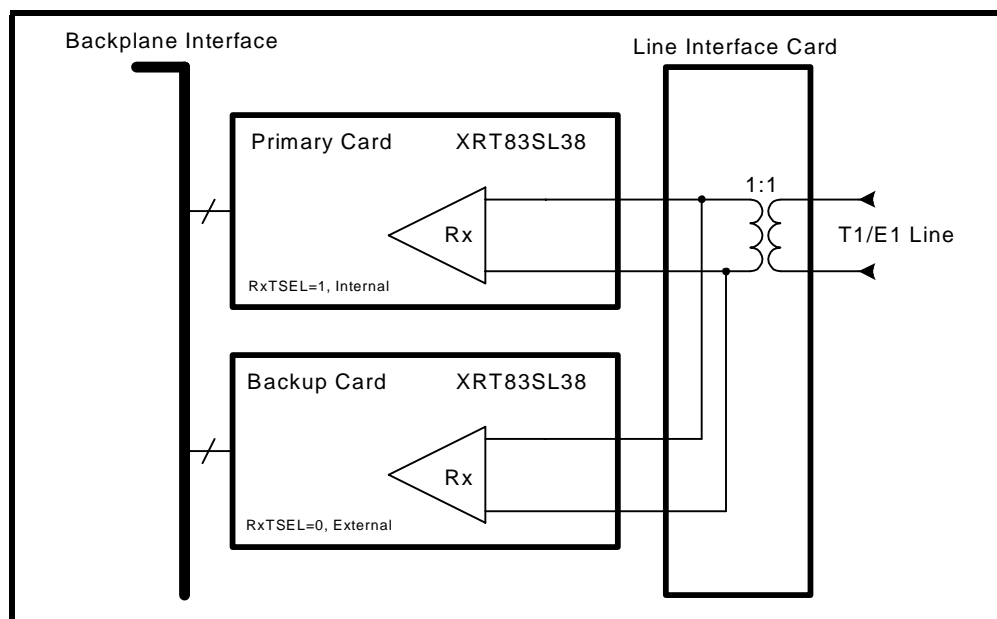 Backplane Interface
Line Interface Card
Primary Card XRT83SL38
1:1
Rx
T1/E1 Line
RxTSEL=1, Internal
Backup Card XRT83SL38
Rx
RxTSEL=0, External